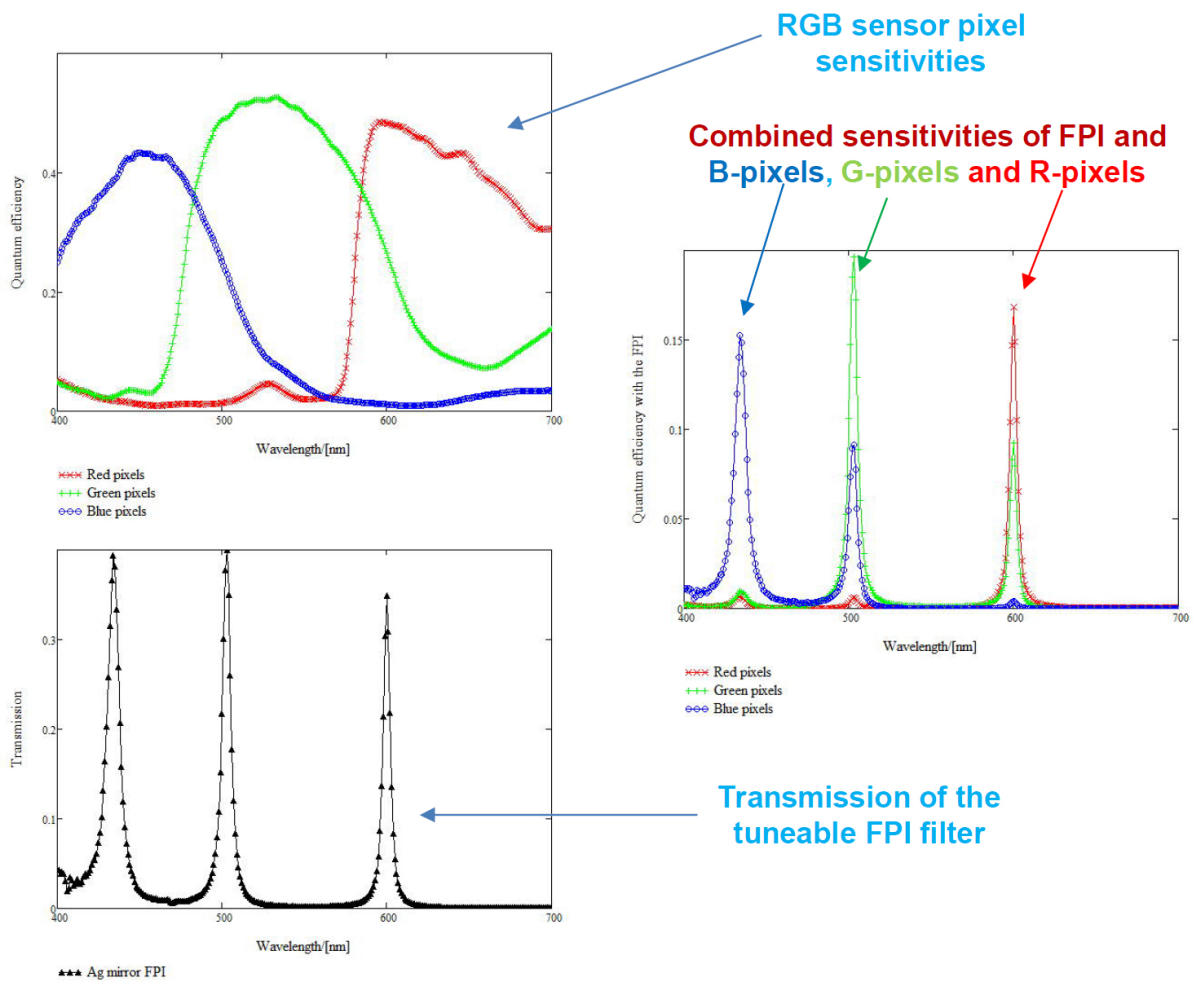 RGB sensor pixel
sensitivities
Combined sensitivities of FPI and
B-pixels, G-pixels and R-pixels
Quantum efficiency
0.4
0.2
0
400
500
600
700
Wavelength/[nm]
Red pixels
Green pixels
Blue pixels
Quantum efficiency with the FPI
0.15
0.1
0.05
0
400
500
600
700
Wavelength/[nm]
Red pixels
Green pixels
Blue pixels
Transmission
0.3
0.2
0.1
0
400
500
600
700
Wavelength/[nm]
Ag mirror FPI
Transmission of the
tuneable FPI filter